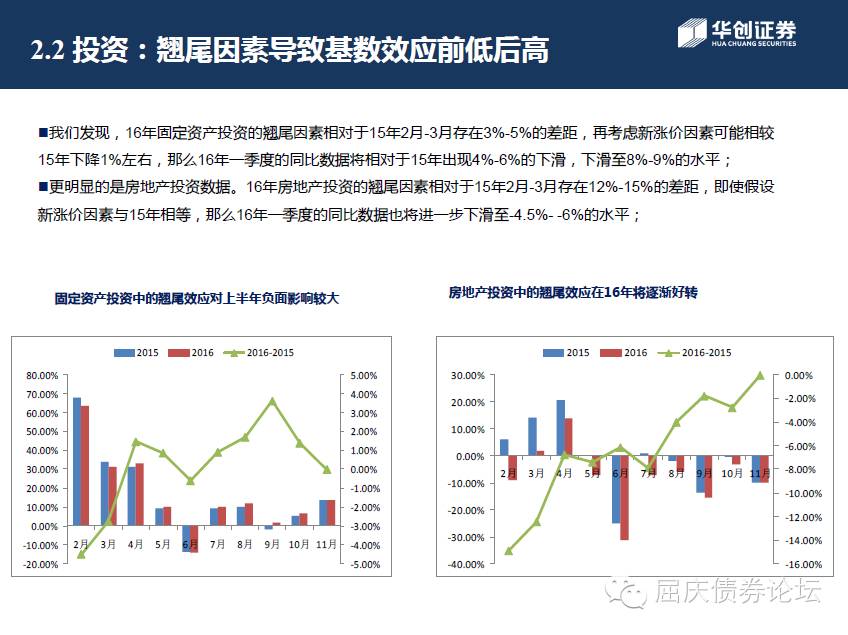 2.2 投资：翘尾因素导致基数效应前低后高
华创证券
HUA CHUANG SECURITIES
■我们发现，16年固定资产投资的翘尾因素相对于15年2月-3月存在3%-5%的差距，再考虑新涨价因素可能相较
15年下降1%左右，那么16年一季度的同比数据将相对于15年出现4%-6%的下滑，下滑至8%-9%的水平；
■更明显的是房地产投资数据。16年房地产投资的翘尾因素相对于15年2月-3月存在12%-15%的差距，即使假设
新涨价因素与15年相等，那么16年一季度的同比数据也将进一步下滑至-4.5%- -6%的水平；
固定资产投资中的翘尾效应对上半年负面影响较大
2015 2016 2016-2015
80.00% 5.00%
70.00% 4.00%
60.00% 3.00%
50.00% 2.00%
40.00% 1.00%
30.00% 0.00%
20.00% -1.00%
10.00% -2.00%
0.00% -3.00%
-10.00% 2月 3月 4月 5月 6月 7月 8月 9月 10月 11月 -4.00%
-20.00% -5.00%
房地产投资中的翘尾效应在16年将逐渐好转
2015 2016 2016-2015
30.00% 0.00%
20.00% -2.00%
10.00% -4.00%
0.00% -6.00%
2月 3月 4月 5月 6月 7月 8月 9月 10月 11月 -8.00%
-10.00% -10.00%
-20.00% -12.00%
-30.00% -14.00%
-40.00% -16.00%
屈庆债券论坛